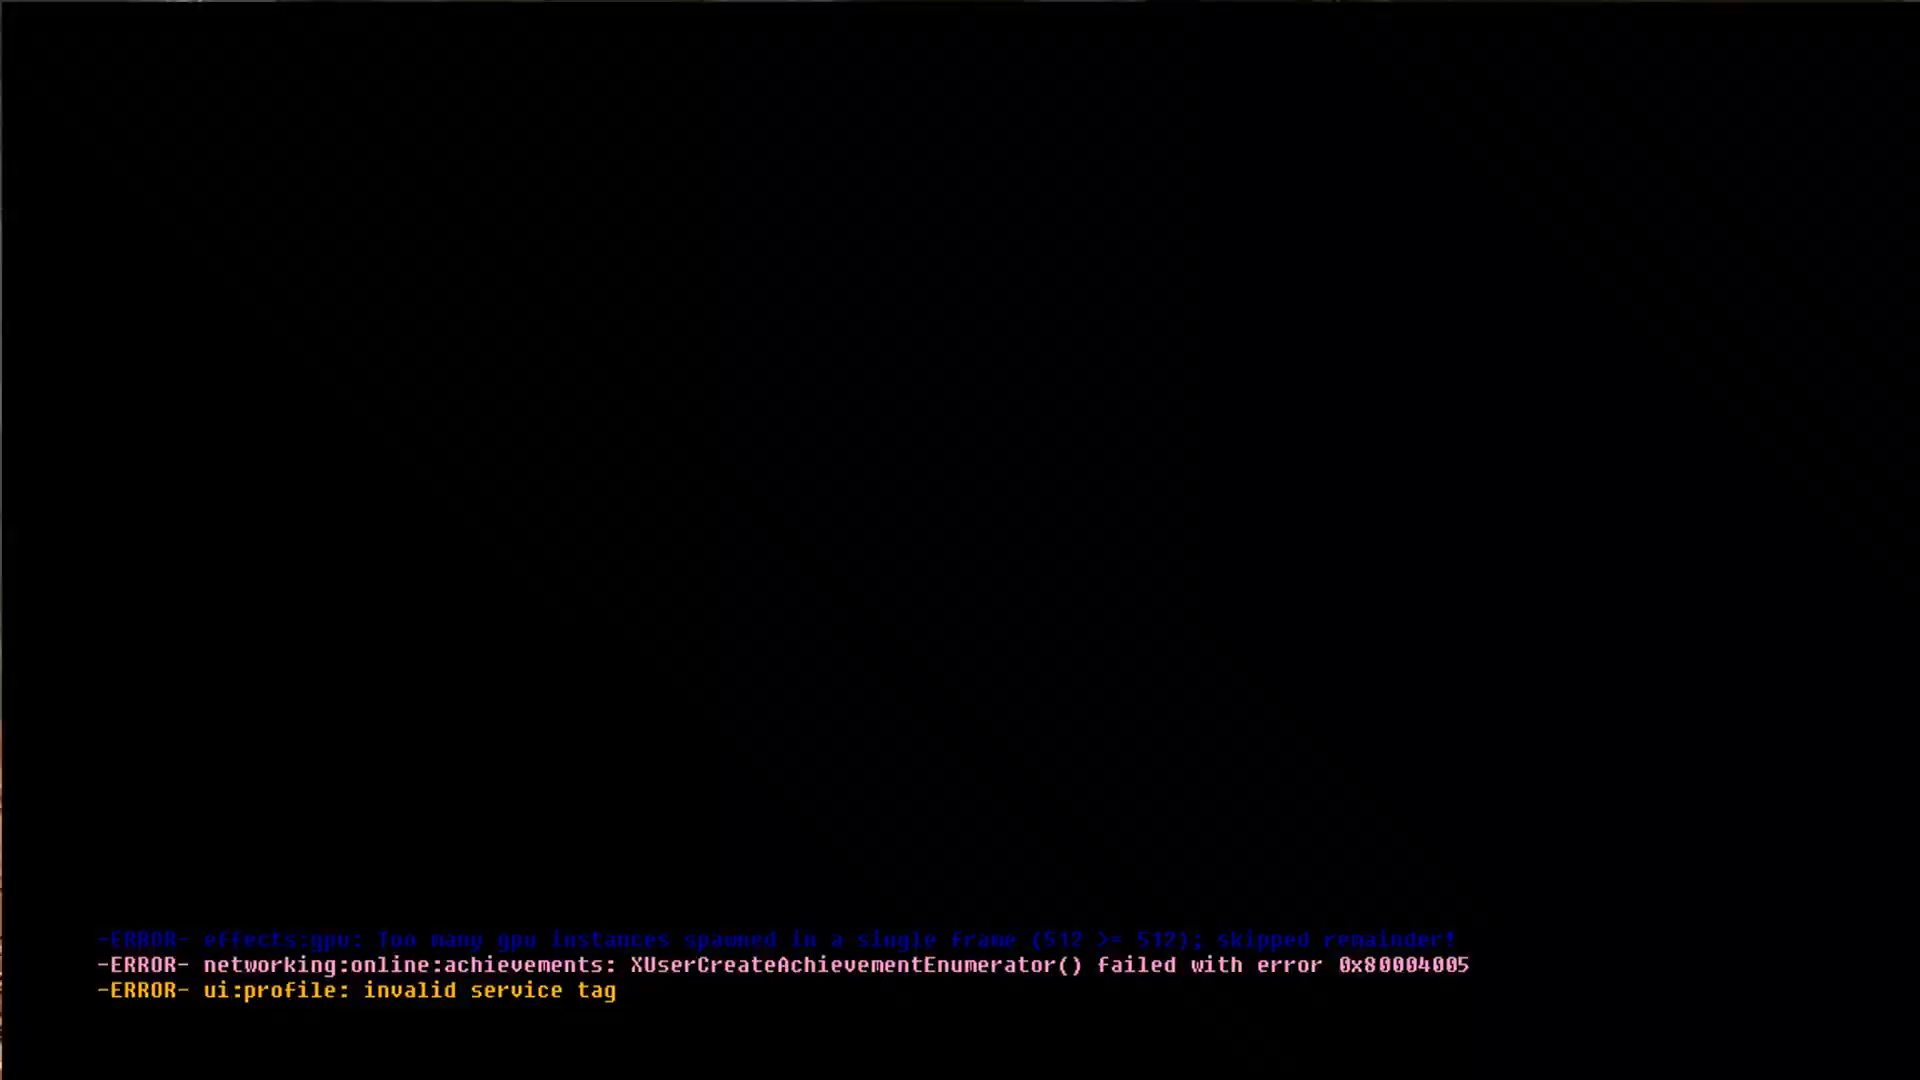 -ERROR- effects:gpu: Too many gpu instances spawned in a single frame (512 >= 512); skipped remainder!
-ERROR- networking:online:achievements: XUserCreateAchievementEnumerator() failed with error 0x80004005
-ERROR- ui:profile: invalid service tag